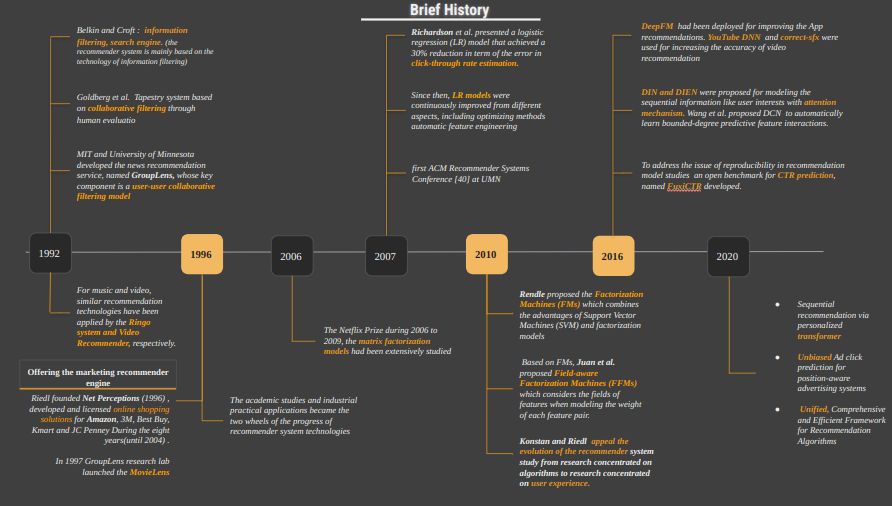 Brief History
Belkin and Croft : information
filtering, search engine. (the
recommender system is mainly based on the
technology of information filtering)
Goldberg et al. Tapestry system based
on collaborative filtering through
human evaluatio
MIT and University of Minnesota
developed the news recommendation
service, named GroupLens, whose key
component is a user-user collaborative
filtering model
Richardson et al. presented a logistic
regression (LR) model that achieved a
30% reduction in term of the error in
click-through rate estimation.
Since then, LR models were
continuously improved from different
aspects, including optimizing methods
automatic feature engineering
first ACM Recommender Systems
Conference [40] at UMN
DeepFM had been deployed for improving the App
recommendations. YouTube DNN and correct-sfx were
used for increasing the accuracy of video
recommendation
DIN and DIEN were proposed for modeling the
sequential information like user interests with attention
mechanism. Wang et al. proposed DCN to automatically
learn bounded-degree predictive feature interactions.
To address the issue of reproducibility in recommendation
model studies an open benchmark for CTR prediction,
named FuxiCTR developed.
1992
1996
2006
2007
2010
2016
2020
For music and video,
similar recommendation
technologies have been
applied by the Ringo
system and Video
Recommender, respectively.
Offering the marketing recommender
engine
Riedl founded Net Perceptions (1996) ,
developed and licensed online shopping
solutions for Amazon, 3M, Best Buy,
Kmart and JC Penney During the eight
years(until 2004) .
In 1997 GroupLens research lab
launched the MovieLens
The academic studies and industrial
practical applications became the
two wheels of the progress of
recommender system technologies
The Netflix Prize during 2006 to
2009, the matrix factorization
models had been extensively studied
Rendle proposed the Factorization
Machines (FMs) which combines
the advantages of Support Vector
Machines (SVM) and factorization
models
Based on FMs, Juan et al.
proposed Field-aware
Factorization Machines (FFMs)
which considers the fields of
features when modeling the weight
of each feature pair.
Konstan and Riedl appeal the
evolution of the recommender system
study from research concentrated on
algorithms to research concentrated
on user experience.
• Sequential
recommendation via
personalized
transformer
• Unbiased Ad click
prediction for
position-aware
advertising systems
• Unified, Comprehensive
and Efficient Framework
for Recommendation
Algorithms